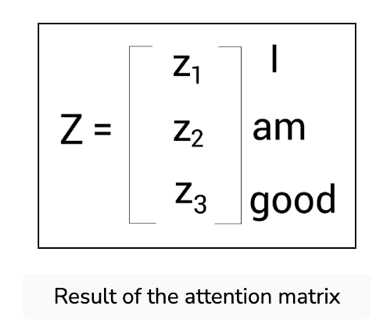 z₁ I
Z = z₂ am
z₃ good
Result of the attention matrix